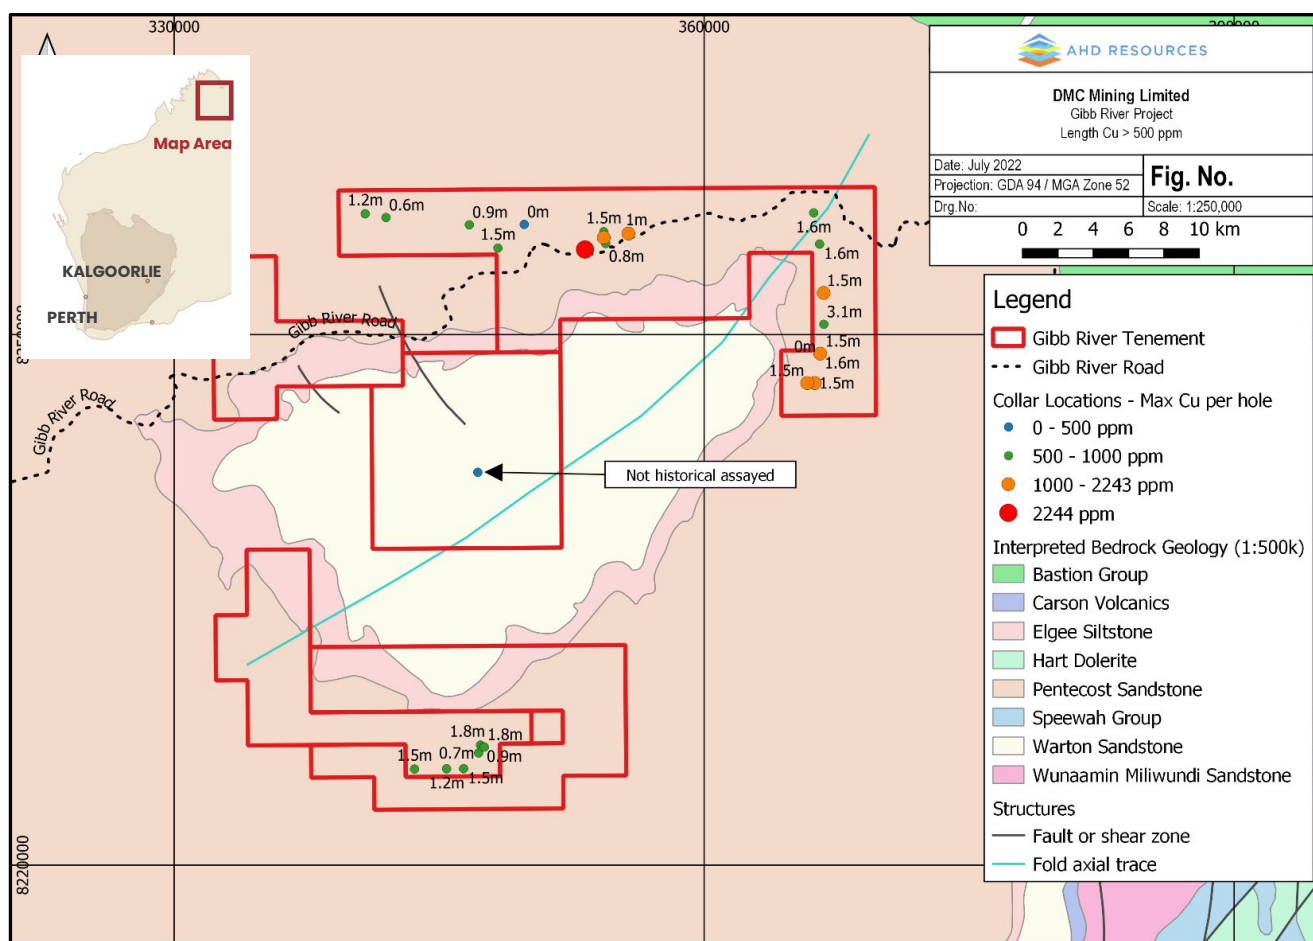 330000
360000
390000
AHD RESOURCES
DMC Mining Limited
Gibb River Project
Length Cu > 500 ppm
Date: July 2022
Projection: GDA 94 / MGA Zone 52
Fig. No.
Drg.No:
Scale: 1:250,000
0 2 4 6 8 10 km
Map Area
KALGOORLIE
PERTH
1.2m
0.6m
0.9m
0m
1.5m
1.5m
1m
0.8m
1.6m
1.6m
1.5m
3.1m
1.5m
0m
1.6m
1.5m
1.5m
8250000
Gibb River Road
Gibb River Road
Not historical assayed
1.8m
1.8m
1.5m
0.7m
0.9m
1.2m
1.5m
8220000
Legend
Gibb River Tenement
Gibb River Road
Collar Locations - Max Cu per hole
0 - 500 ppm
500 - 1000 ppm
1000 - 2243 ppm
2244 ppm
Interpreted Bedrock Geology (1:500k)
Bastion Group
Carson Volcanics
Elgee Siltstone
Hart Dolerite
Pentecost Sandstone
Speewah Group
Warton Sandstone
Wunaamin Miliwundi Sandstone
Structures
Fault or shear zone
Fold axial trace